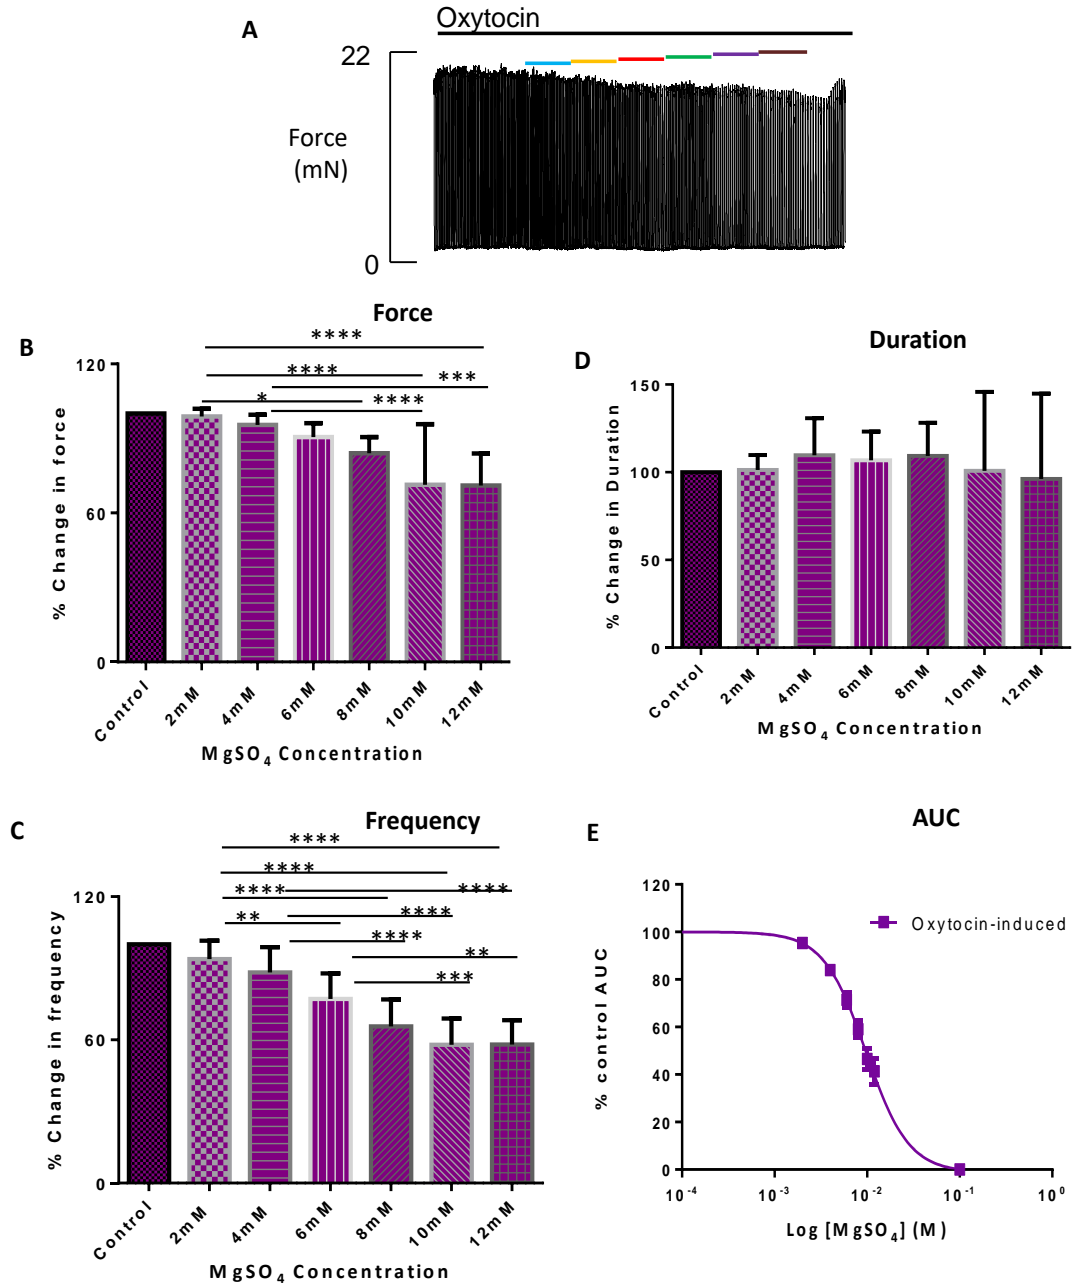 A
Oxytocin
22
Force
(mN)
0
B
Force
****
****
***
*
****
120
60
0
% Change in force
Control
2mM
4mM
6mM
8mM
10mM
12mM
MgSO₄ Concentration
D
Duration
150
100
50
0
% Change in Duration
Control
2mM
4mM
6mM
8mM
10mM
12mM
MgSO₄ Concentration
C
Frequency
****
****
****
****
**
****
****
**
***
120
60
0
% Change in frequency
Control
2mM
4mM
6mM
8mM
10mM
12mM
MgSO₄ Concentration
E
AUC
120
100
80
60
40
20
0
% control AUC
Oxytocin-induced
10⁻⁴
10⁻³
10⁻²
10⁻¹
10⁰
Log [MgSO₄] (M)